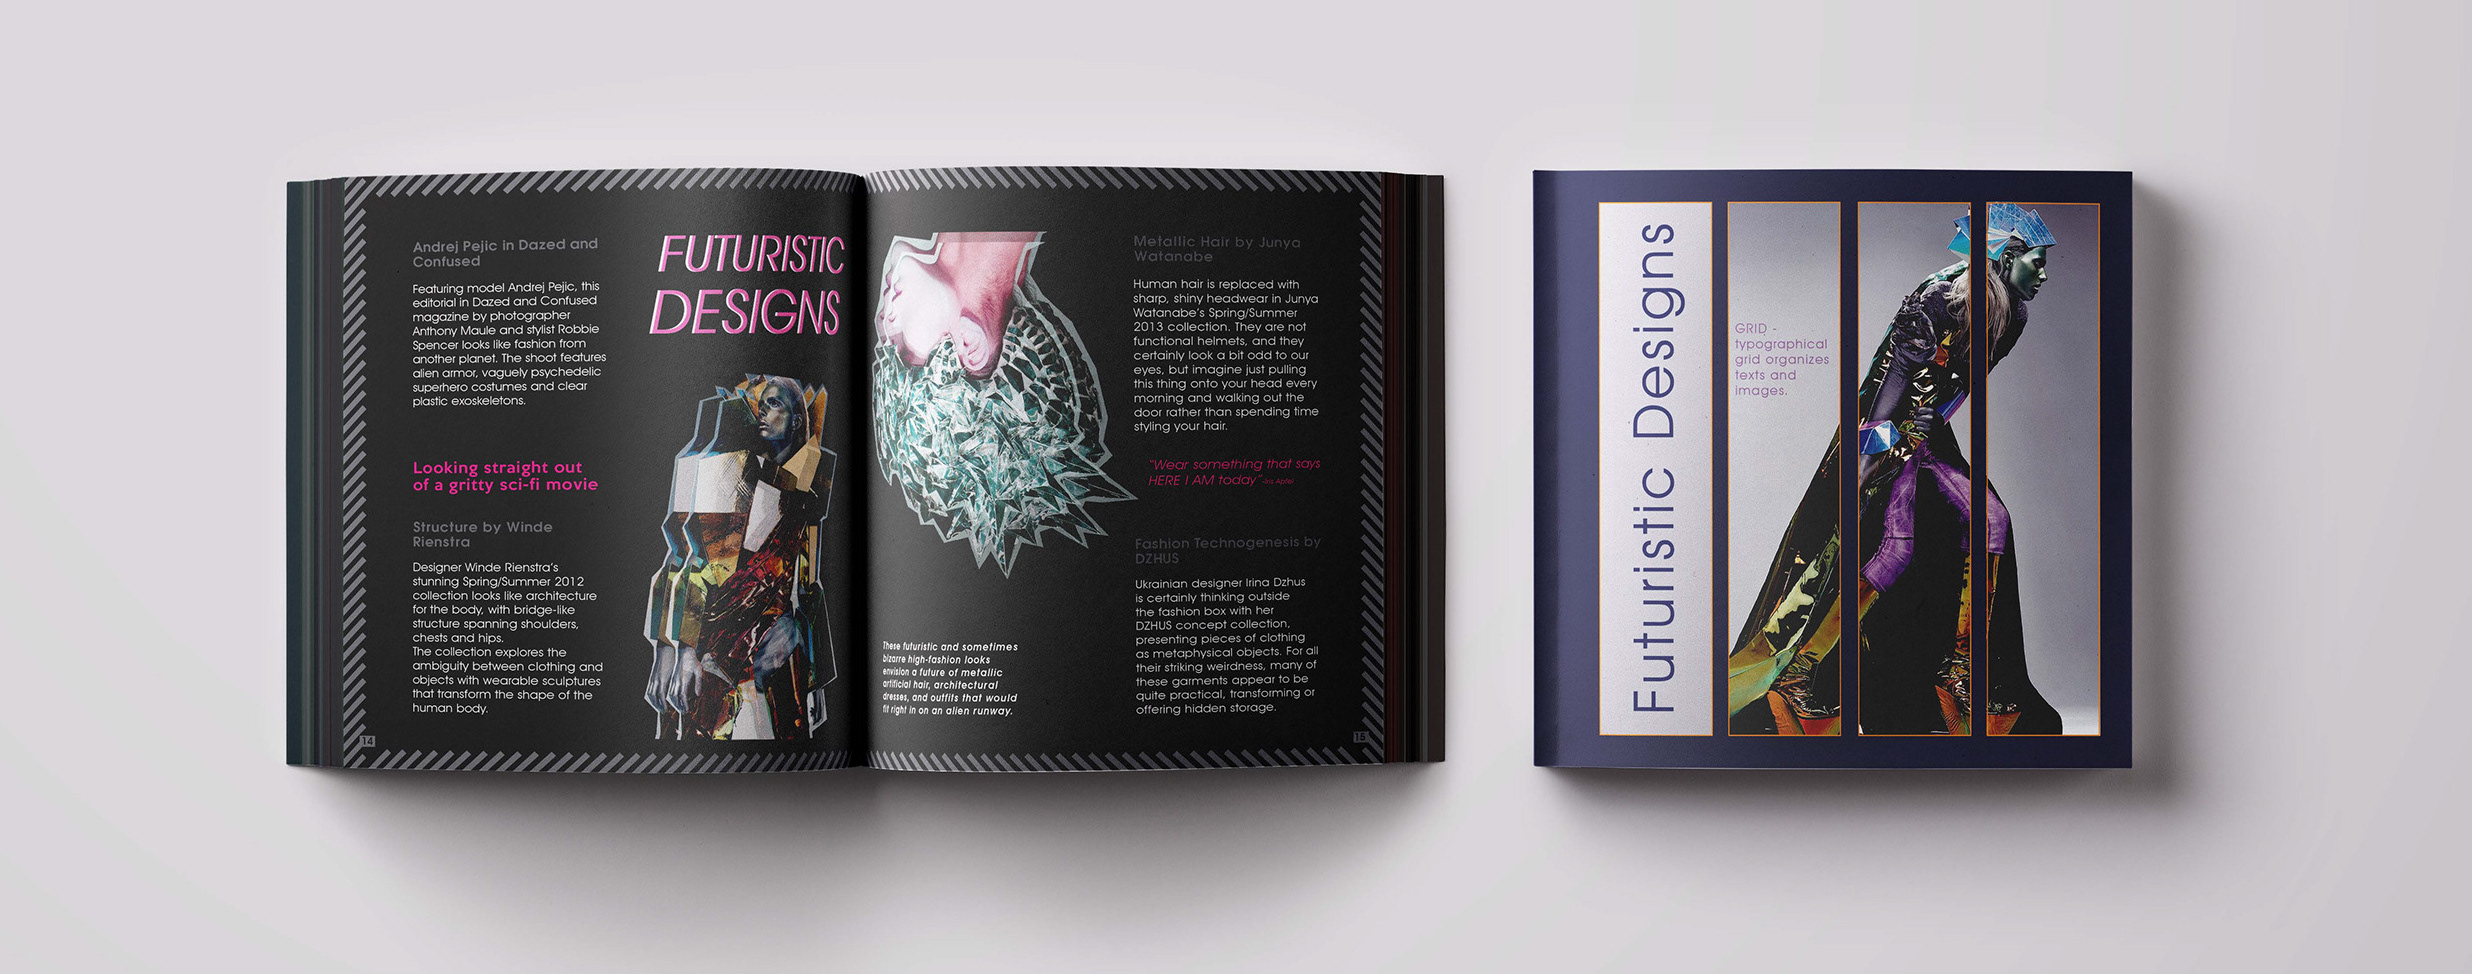 Andrej Pejic in Dazed and
Confused
Featuring model Andrej Pejic, this
editorial in Dazed and Confused
magazine by photographer
Anthony Maule and stylist Robbie
Spencer looks like fashion from
another planet. The shoot features
alien armor, vaguely psychedelic
superhero costumes and clear
plastic exoskeletons.
Looking straight out
of a gritty sci-fi movie
Structure by Winde
Rienstra
Designer Winde Rienstra's
stunning Spring/Summer 2012
collection looks like architecture
for the body, with bridge-like
structure spanning shoulders,
chests and hips.
The collection explores the
ambiguity between clothing and
objects with wearable sculptures
that transform the shape of the
human body.
14
FUTURISTIC
DESIGNS
These futuristic and sometimes
bizarre high-fashion looks
envision a future of metallic
artificial hair, architectural
dresses, and outfits that would
fit right in on an alien runway.
Metallic Hair by Junya
Watanabe
Human hair is replaced with
sharp, shiny headwear in Junya
Watanabe's Spring/Summer
2013 collection. They are not
functional helmets, and they
certainly look a bit odd to our
eyes, but imagine just pulling
this thing onto your head every
morning and walking out the
door rather than spending time
styling your hair.
"Wear something that says
HERE I AM today" -Iris Apfel
Fashion Technogenesis by
DZHUS
Ukrainian designer Irina Dzhus
is certainly thinking outside
the fashion box with her
DZHUS concept collection,
presenting pieces of clothing
as metaphysical objects. For all
their striking weirdness, many of
these garments appear to be
quite practical, transforming or
offering hidden storage.
15
Futuristic Designs
GRID -
typographical
grid organizes
texts and
images.